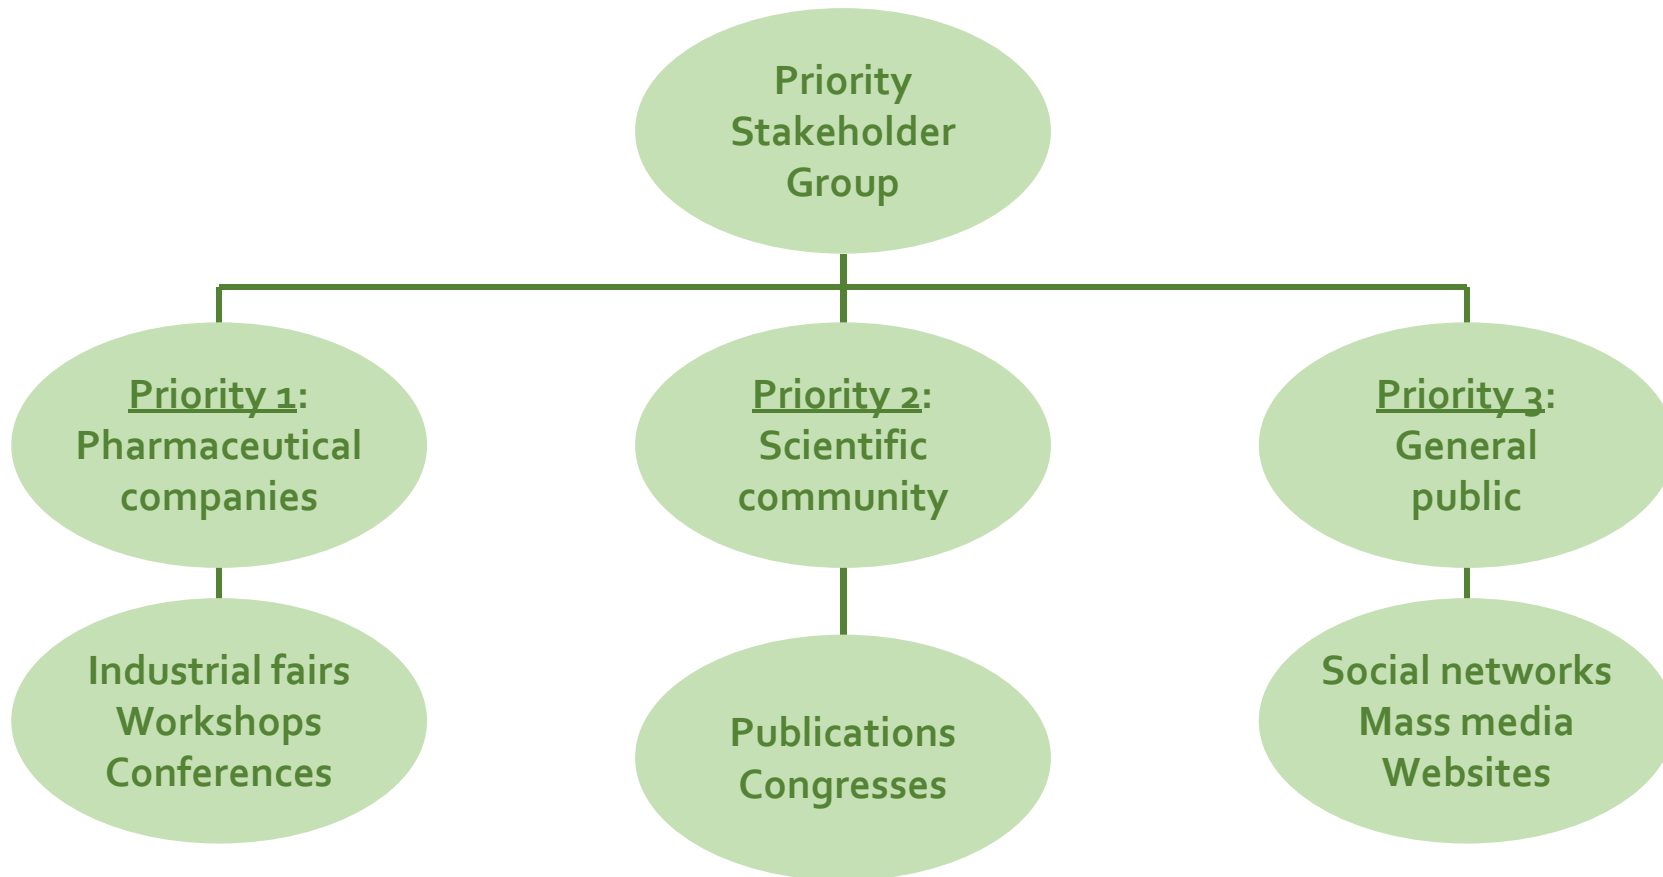 Priority
Stakeholder
Group
Priority 1:
Pharmaceutical
companies
Priority 2:
Scientific
community
Priority 3:
General
public
Industrial fairs
Workshops
Conferences
Publications
Congresses
Social networks
Mass media
Websites